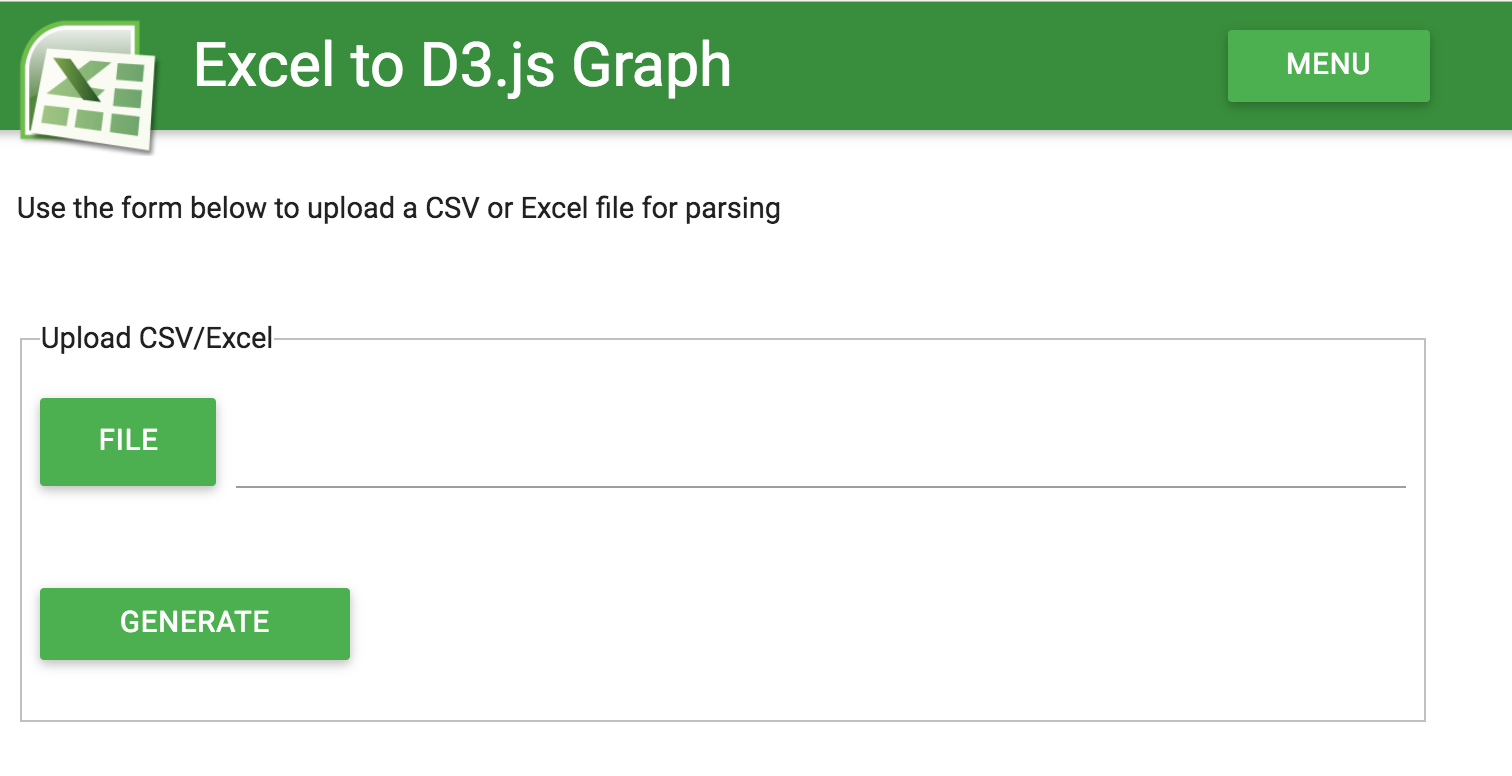 Excel to D3.js Graph
MENU
Use the form below to upload a CSV or Excel file for parsing
Upload CSV/Excel
FILE
GENERATE